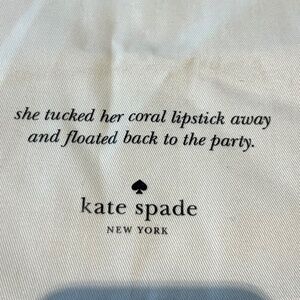 she tucked her coral lipstick away
and floated back to the party.
kate spade
NEW YORK